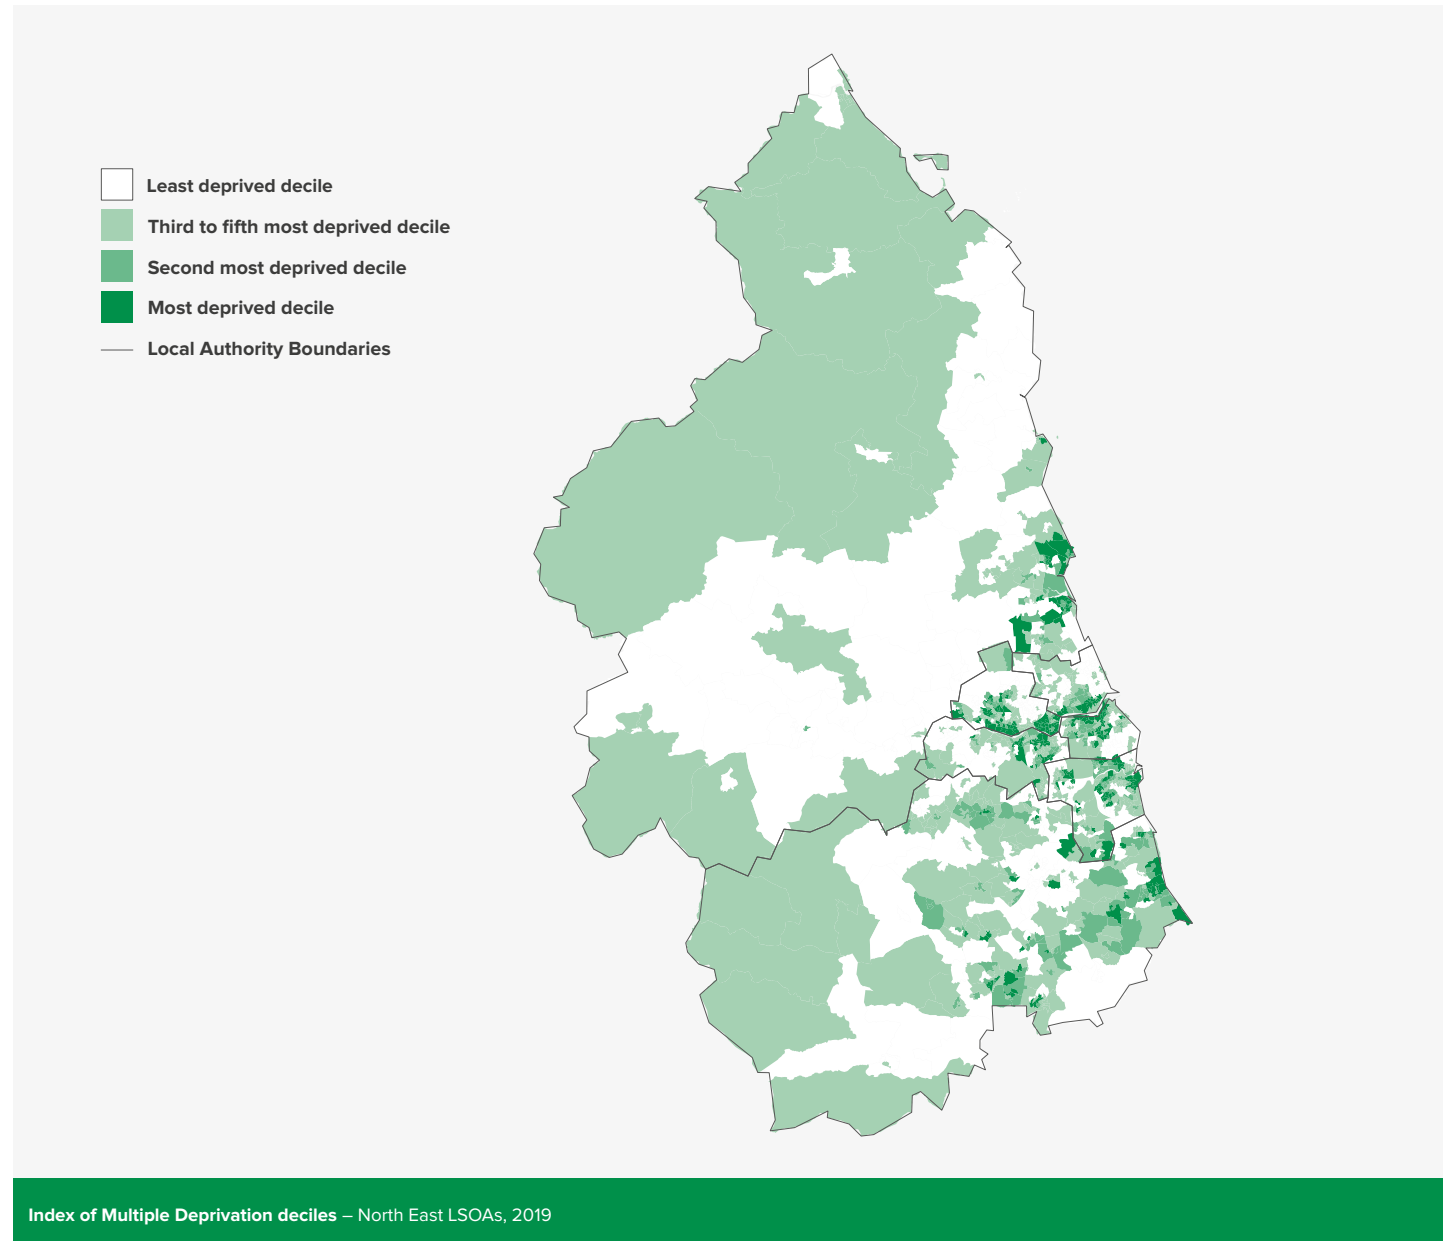 Least deprived decile
Third to fifth most deprived decile
Second most deprived decile
Most deprived decile
Local Authority Boundaries
Index of Multiple Deprivation deciles – North East LSOAs, 2019